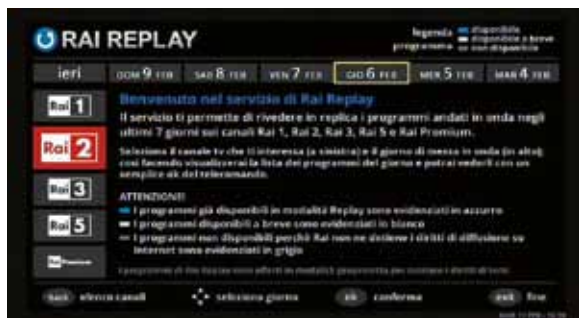 RAI REPLAY
legenda
programma
disponibile
disponibile a breve
non disponibile
ieri DOM 9 FEB SAB 8 FEB VEN 7 FEB GIO 6 FEB MER 5 FEB MAR 4 FEB
Rai 1
Rai 2
Rai 3
Rai 5
Rai Premium
Benvenuto nel servizio di Rai Replay
Il servizio ti permette di rivedere in replica i programmi andati in onda negli
ultimi 7 giorni sui canali Rai 1, Rai 2, Rai 3, Rai 5 e Rai Premium.
Seleziona il canale tv che ti interessa (a sinistra) e il giorno di messa in onda (in alto);
così facendo visualizzerai la lista dei programmi del giorno e potrai vederli con un
semplice ok del telecomando.
ATTENZIONE!
I programmi già disponibili in modalità Replay sono evidenziati in azzurro
I programmi disponibili a breve sono evidenziati in bianco
I programmi non disponibili perchè Rai non ne detiene i diritti di diffusione su
internet sono evidenziati in grigio
back elenco canali seleziona giorno ok conferma exit fine